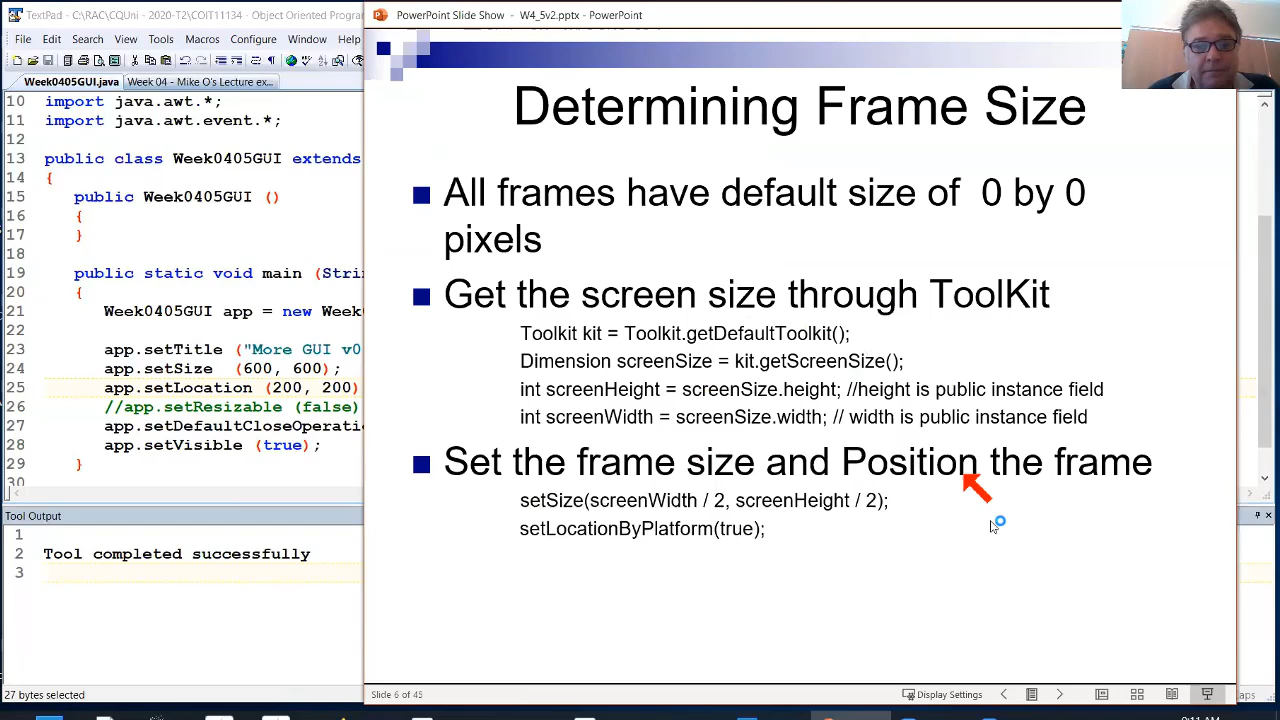 TextPad - C:\RAC\CQUni - 2020-T2\COIT11134 - Object Oriented Progra
File Edit Search View Tools Macros Configure Window
Week0405GUI.java Week 04 - Mike O's Lecture ex...
10 import java.awt.*;
11 import java.awt.event.*;
12
13 public class Week0405GUI extends
14 {
15 public Week0405GUI ()
16 {
17 }
18
19 public static void main (Strin
20 {
21 Week0405GUI app = new Week
23 app.setTitle ("More GUI v0
24 app.setSize (600, 600);
25 app.setLocation (200, 200)
26 //app.setResizable (false)
27 app.setDefaultCloseOperati
28 app.setVisible (true);
29 }
Tool Output
1
2 Tool completed successfully
3
27 bytes selected
PowerPoint Slide Show - W4_5v2.pptx - PowerPoint
Determining Frame Size
All frames have default size of 0 by 0
pixels
Get the screen size through ToolKit
Toolkit kit = Toolkit.getDefaultToolkit();
Dimension screenSize = kit.getScreenSize();
int screenHeight = screenSize.height; //height is public instance field
int screenWidth = screenSize.width; // width is public instance field
Set the frame size and Position the frame
setSize(screenWidth / 2, screenHeight / 2);
setLocationByPlatform(true);
Slide 6 of 45
Display Settings